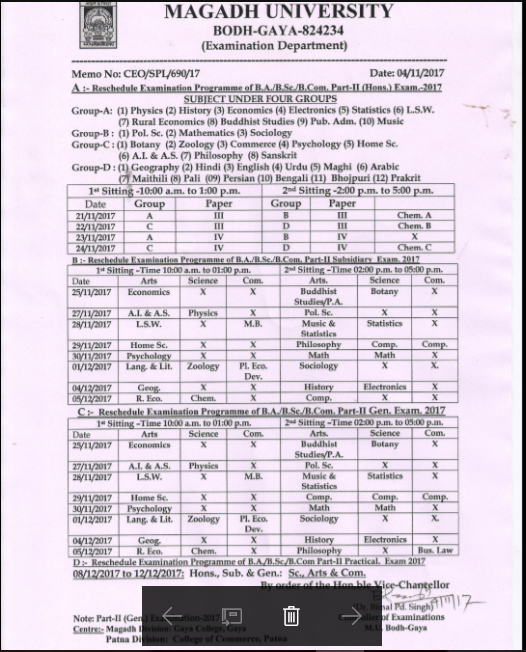 MAGADH UNIVERSITY
BODH-GAYA-824234
(Examination Department)
Memo No: CEO/SPL/690/17 Date: 04/11/2017
A :- Reschedule Examination Programme of B.A./B.Sc./B.Com. Part-II (Hons.) Exam.-2017
SUBJECT UNDER FOUR GROUPS
Group-A: (1) Physics (2) History (3) Economics (4) Electronics (5) Statistics (6) L.S.W.
(7) Rural Economics (8) Buddhist Studies (9) Pub. Adm. (10) Music
Group-B : (1) Pol. Sc. (2) Mathematics (3) Sociology
Group-C : (1) Botany (2) Zoology (3) Commerce (4) Psychology (5) Home Sc.
(6) A.I. & A.S. (7) Philosophy (8) Sanskrit
Group-D : (1) Geography (2) Hindi (3) English (4) Urdu (5) Maghi (6) Arabic
(7) Maithili (8) Pali (09) Persian (10) Bengali (11) Bhojpuri (12) Prakrit
1st Sitting -10:00 a.m. to 1:00 p.m. 2nd Sitting -2:00 p.m. to 5:00 p.m.
Date Group Paper Group Paper
21/11/2017 A III B III Chem. A
22/11/2017 C III D III Chem. B
23/11/2017 A IV B IV X
24/11/2017 C IV D IV Chem. C
B :- Reschedule Examination Programme of B.A./B.Sc./B.Com. Part-II Subsidiary Exam. 2017
1st Sitting -Time 10:00 a.m. to 01:00 p.m. 2nd Sitting -Time 02:00 p.m. to 05:00 p.m.
Date Arts Science Com. Arts. Science Com.
25/11/2017 Economics X X Buddhist Botany X
Studies/P.A.
27/11/2017 A.I. & A.S. Physics X Pol. Sc. X X
28/11/2017 L.S.W. X M.B. Music & Statistics X
Statistics
29/11/2017 Home Sc. X X Philosophy Comp. Comp.
30/11/2017 Psychology X X Math Math X
01/12/2017 Lang. & Lit. Zoology Pl. Eco. Sociology X X.
Dev.
04/12/2017 Geog. X X History Electronics X
05/12/2017 R. Eco. Chem. X Comp. X X
C :- Reschedule Examination Programme of B.A./B.Sc./B.Com. Part-II Gen. Exam. 2017
1st Sitting -Time 10:00 a.m. to 01:00 p.m. 2nd Sitting -Time 02:00 p.m. to 05:00 p.m.
Date Arts Science Com. Arts. Science Com.
25/11/2017 Economics X X Buddhist Botany X
Studies/P.A.
27/11/2017 A.I. & A.S. Physics X Pol. Sc. X X
28/11/2017 L.S.W. X M.B. Music & Statistics X
Statistics
29/11/2017 Home Sc. X X Comp. Comp. Comp.
30/11/2017 Psychology X X Math Math X
01/12/2017 Lang. & Lit. Zoology Pl. Eco. Sociology X X.
Dev.
04/12/2017 Geog. X X History Electronics X
05/12/2017 R. Eco. Chem. X Philosophy X Bus. Law
D :- Reschedule Examination Programme of B.A./B.Sc./B.Com Part-II Practical. Exam 2017
08/12/2017 to 12/12/2017: Hons., Sub. & Gen.: Sc., Arts & Com.
By order of the Hon,ble Vice-Chantellor
(Dr. Bimal Pd. Singh)
Note: Part-II (Gen.) Examination-2017 Controller of Examinations
Centre:- Magadh Division: Gaya College, Gaya M.U. Bodh-Gaya
Patna Division: College of Commerce, Patna